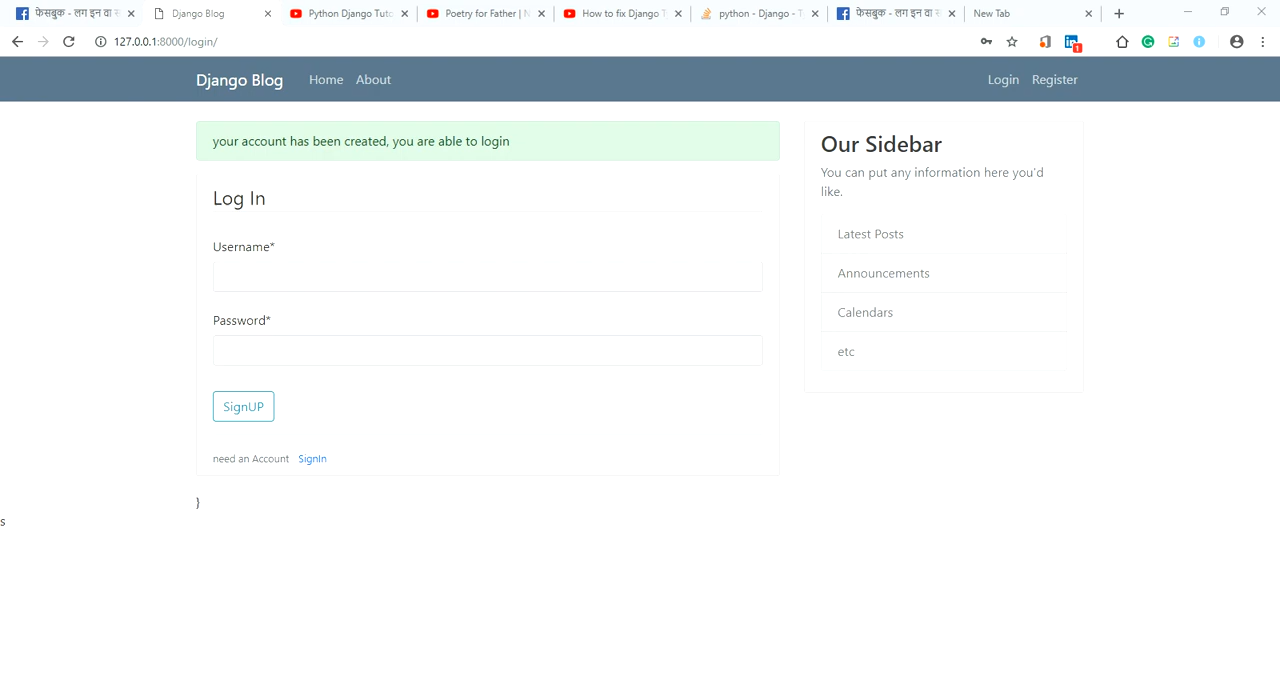 फेसबुक - लग इन वा
Django Blog
Python Django Tuto
Poetry for Father | N
How to fix Django T
python - Django - T
फेसबुक - लग इन वा
New Tab
127.0.0.1:8000/login/
1
Django Blog Home About Login Register
your account has been created, you are able to login
Log In
Username*
Password*
SignUP
need an Account SignIn
}
s
Our Sidebar
You can put any information here you'd
like.
Latest Posts
Announcements
Calendars
etc